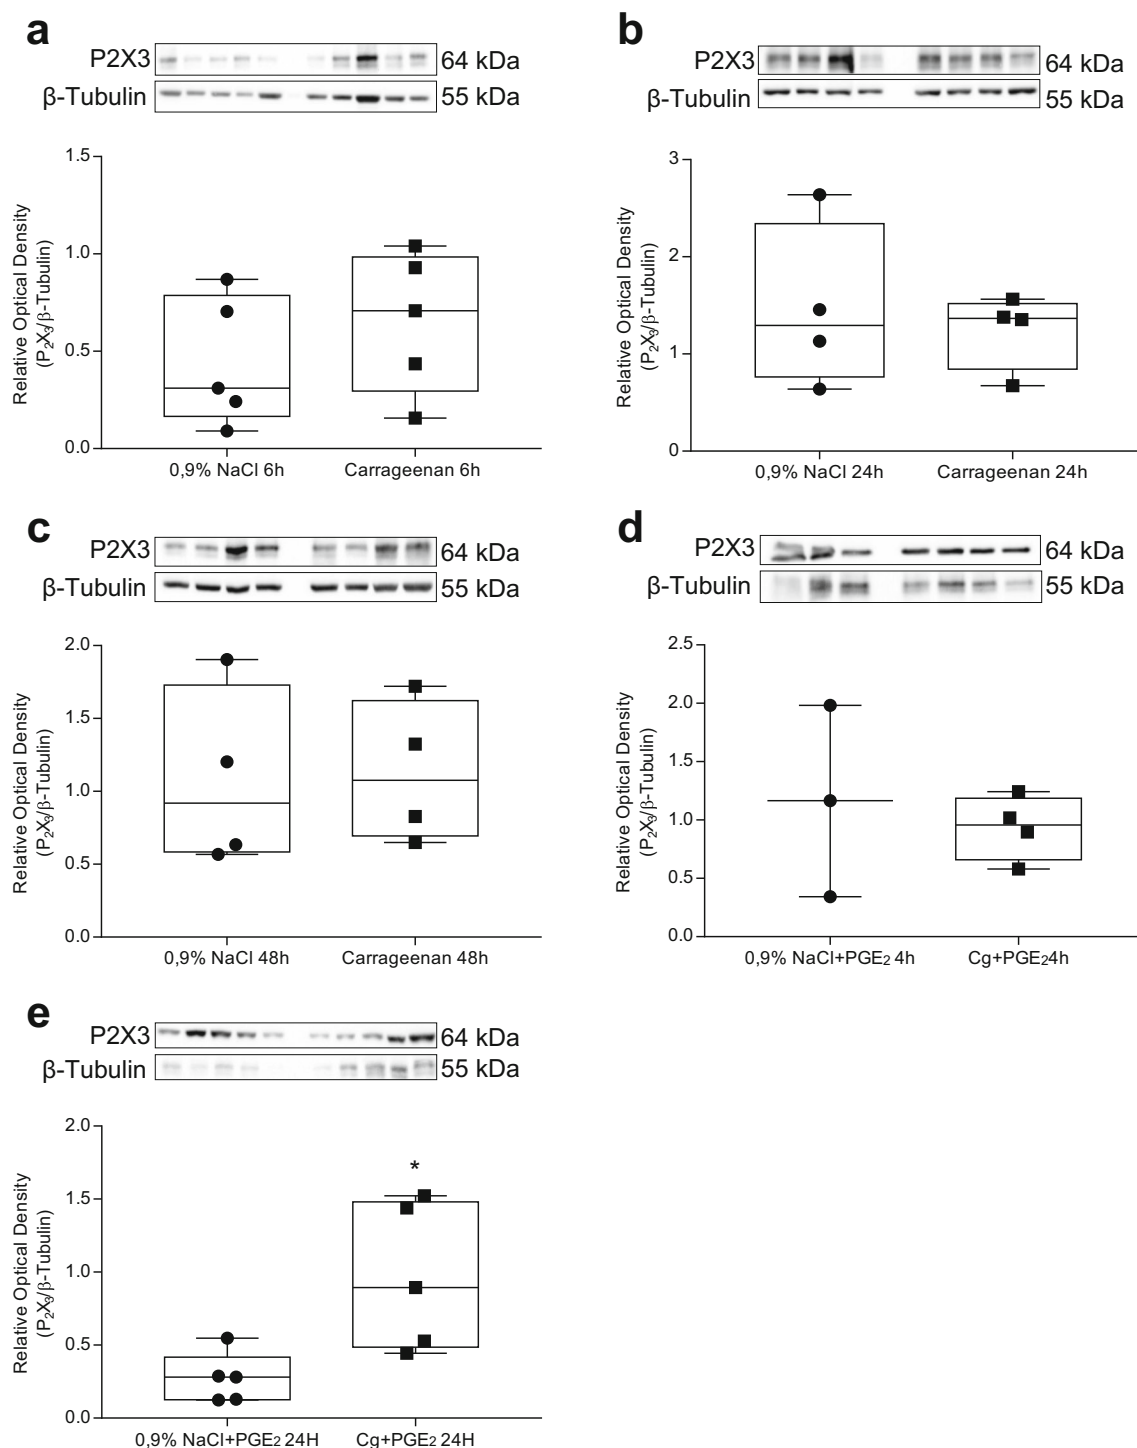 a
P2X3
64 kDa
β-Tubulin
55 kDa
Relative Optical Density
(P₂X₃/β-Tubulin)
1.5
1.0
0.5
0.0
0,9% NaCl 6h
Carrageenan 6h
b
P2X3
64 kDa
β-Tubulin
55 kDa
Relative Optical Density
(P₂X₃/β-Tubulin)
3
2
1
0
0,9% NaCl 24h
Carrageenan 24h
c
P2X3
64 kDa
β-Tubulin
55 kDa
Relative Optical Density
(P₂X₃/β-Tubulin)
2.0
1.5
1.0
0.5
0.0
0,9% NaCl 48h
Carrageenan 48h
d
P2X3
64 kDa
β-Tubulin
55 kDa
Relative Optical Density
(P₂X₃/β-Tubulin)
2.5
2.0
1.5
1.0
0.5
0.0
0,9% NaCl+PGE₂ 4h
Cg+PGE₂4h
e
P2X3
64 kDa
β-Tubulin
55 kDa
Relative Optical Density
(P₂X₃/β-Tubulin)
2.0
1.5
1.0
0.5
0.0
*
0,9% NaCl+PGE₂ 24H
Cg+PGE₂ 24H